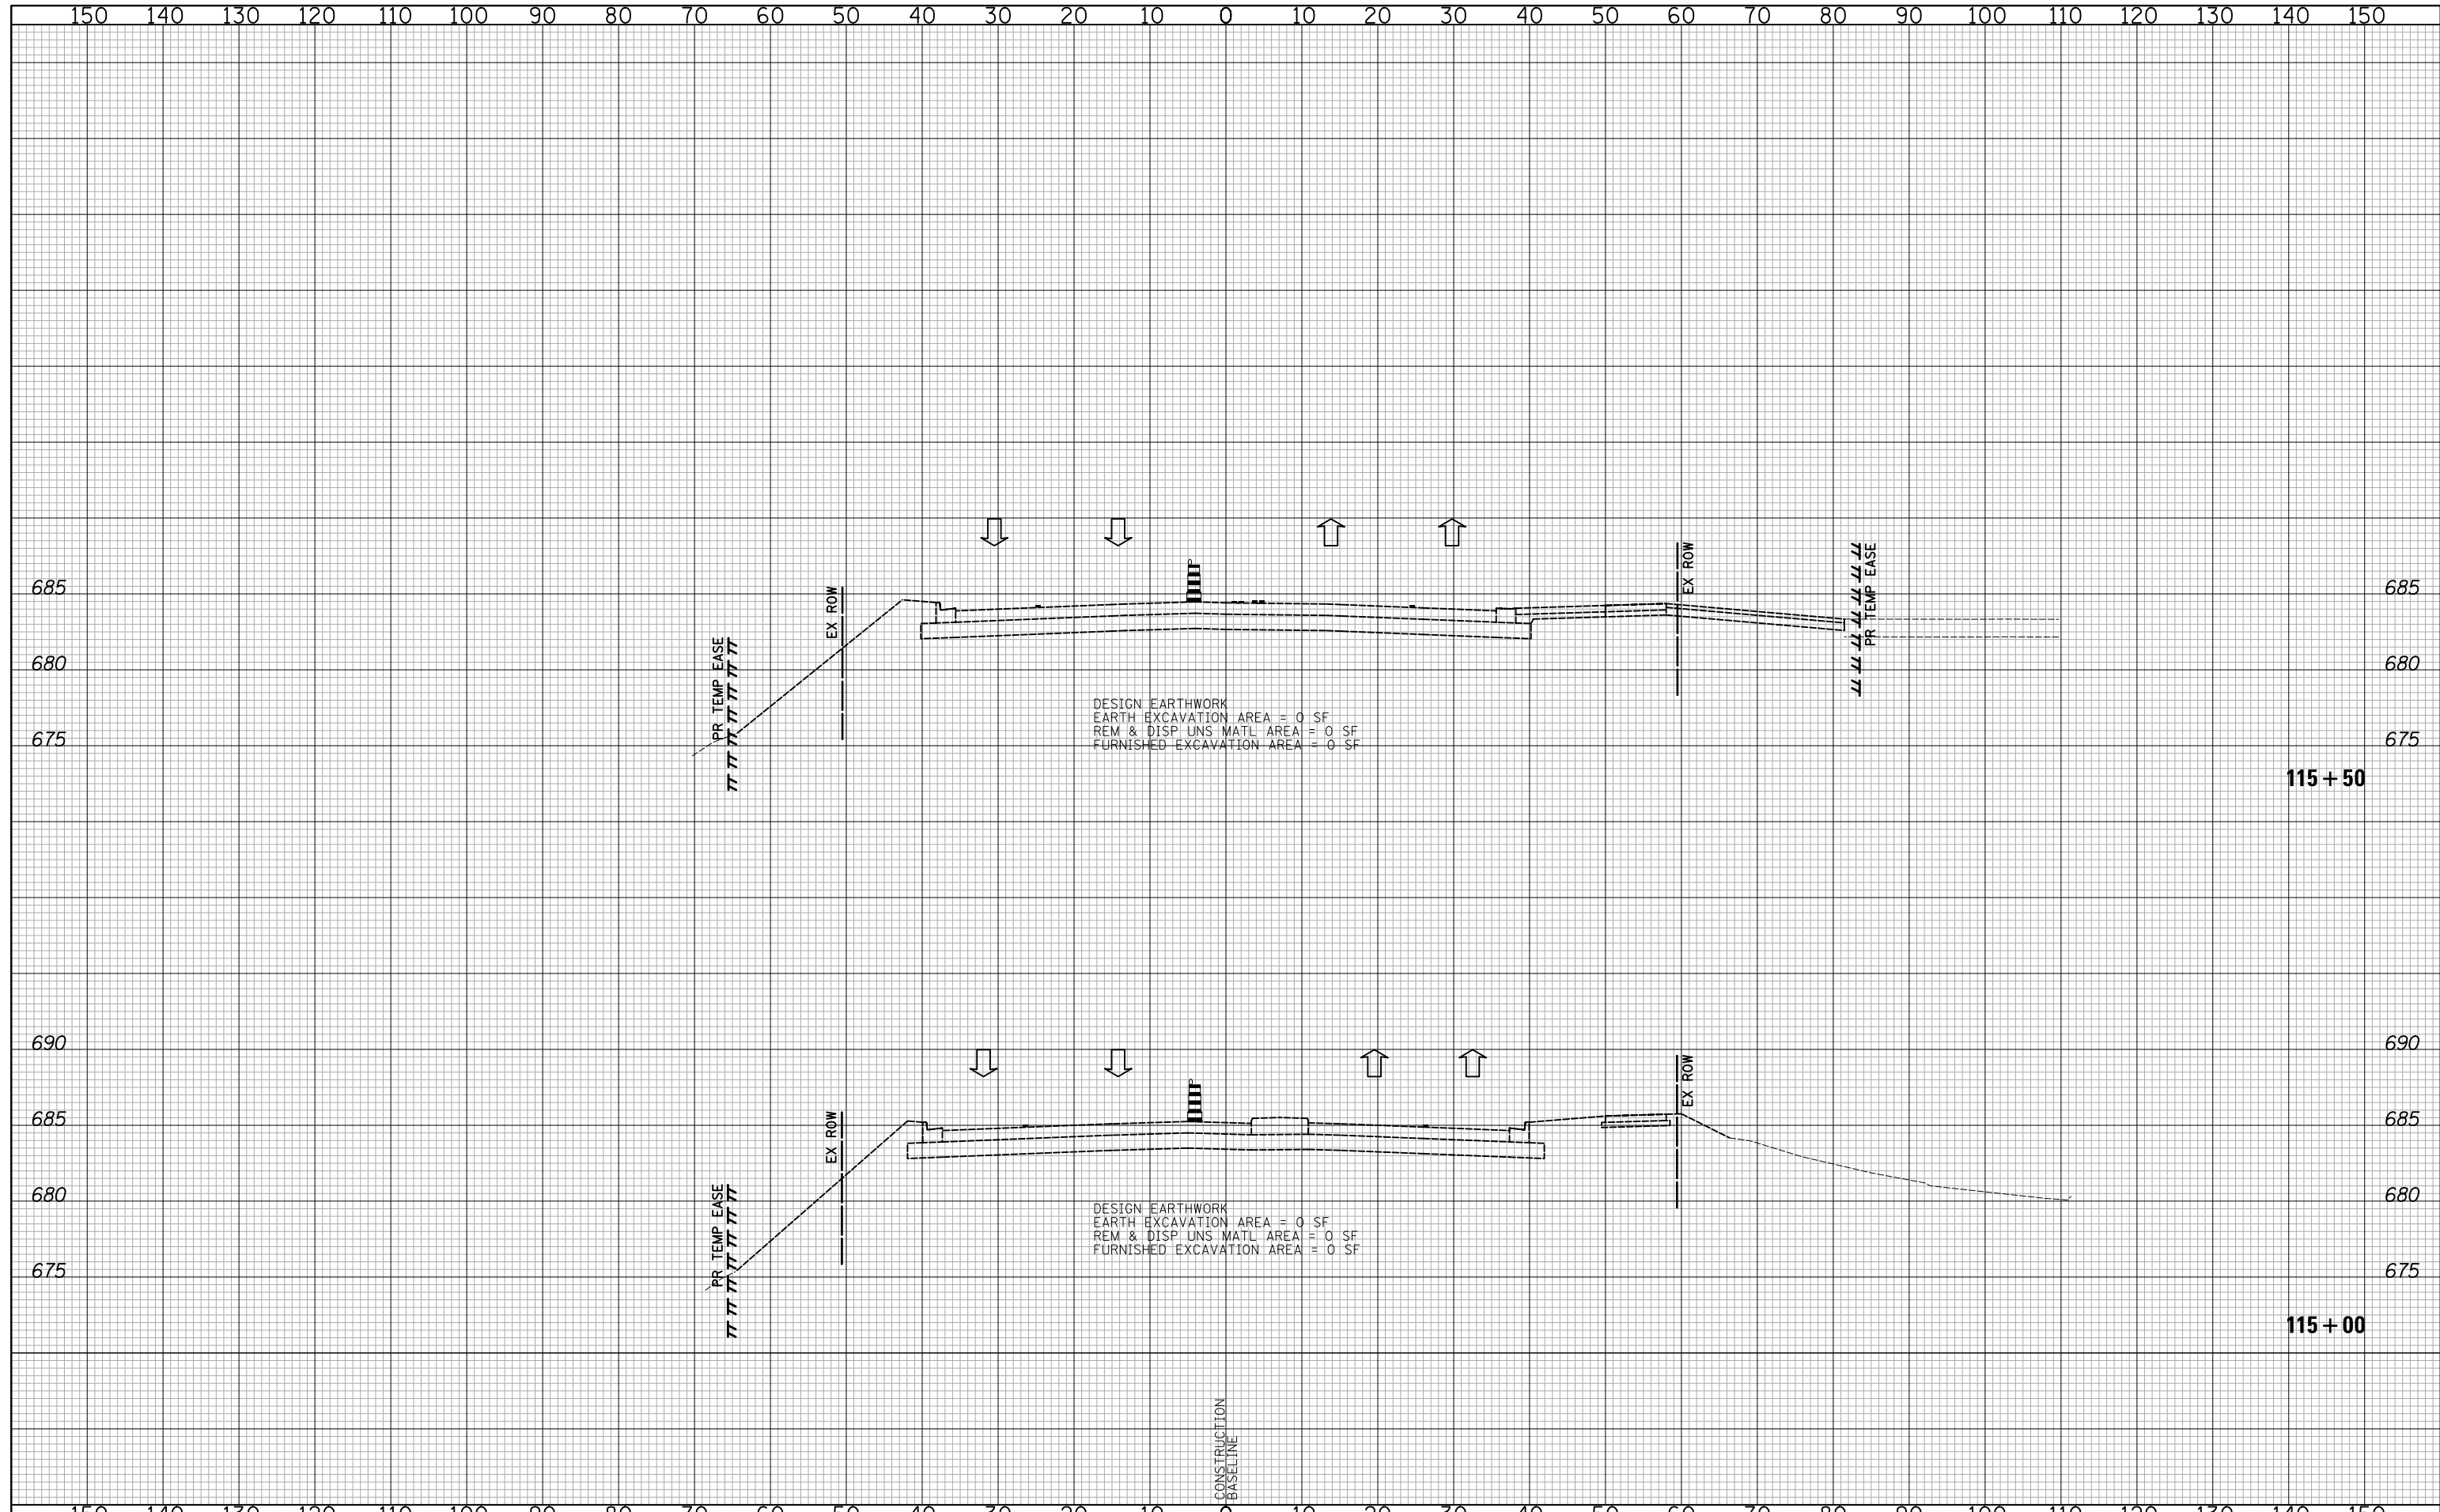 150 140 130 120 110 100 90 80 70 60 50 40 30 20 10 0 10 20 30 40 50 60 70 80 90 100 110 120 130 140 150
EX ROW
PR TEMP EASE
685 685
EX ROW
PR TEMP EASE
680 680
675 675
DESIGN EARTHWORK
EARTH EXCAVATION AREA = 0 SF
REM & DISP UNS MATL AREA = 0 SF
FURNISHED EXCAVATION AREA = 0 SF
115+50
690 690
EX ROW
685 685
EX ROW
PR TEMP EASE
680 680
DESIGN EARTHWORK
EARTH EXCAVATION AREA = 0 SF
REM & DISP UNS MATL AREA = 0 SF
FURNISHED EXCAVATION AREA = 0 SF
675 675
115+00
CONSTRUCTION
BASELINE
150 140 130 120 110 100 90 80 70 60 50 40 30 20 10 0 10 20 30 40 50 60 70 80 90 100 110 120 130 140 150